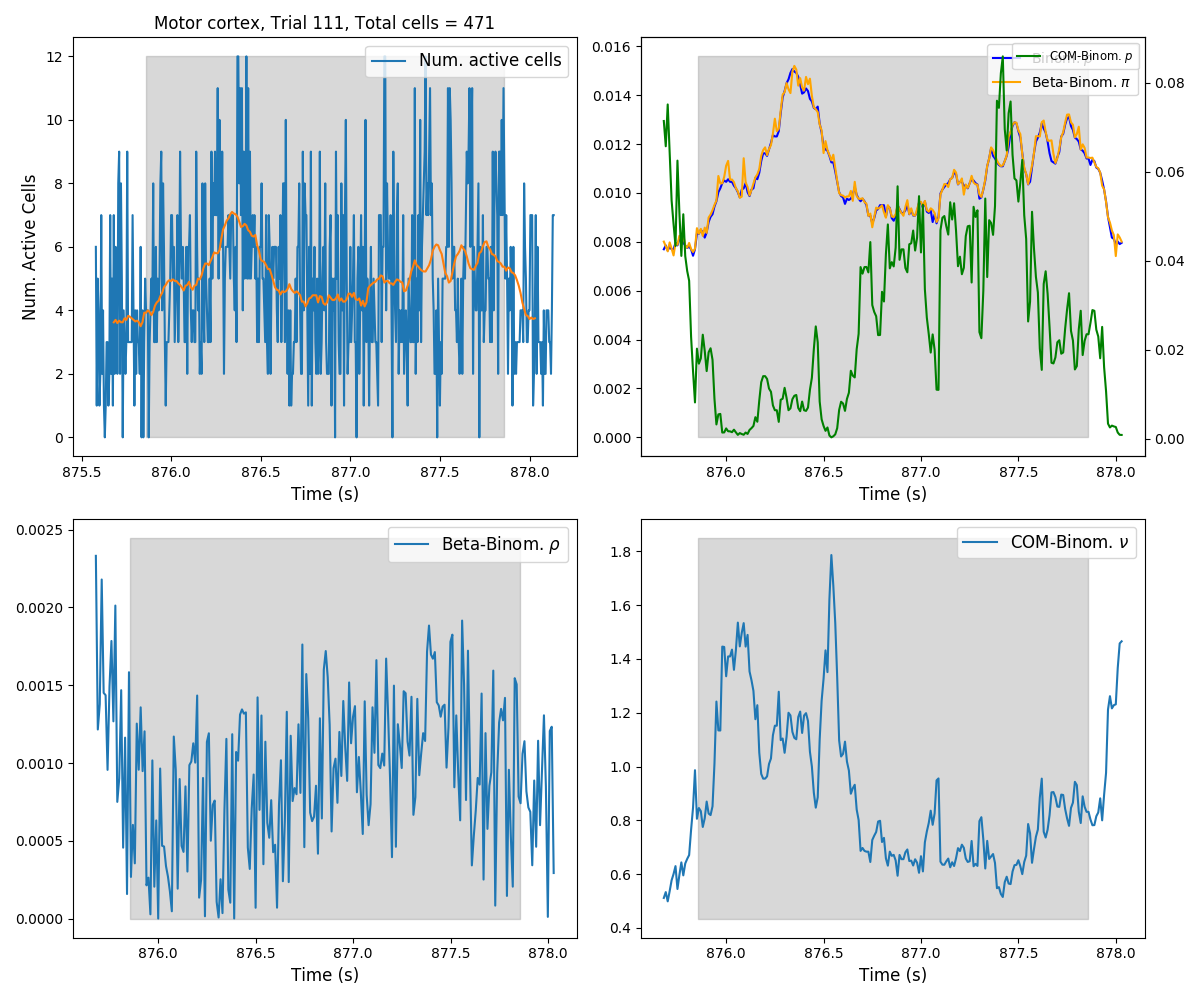 Motor cortex, Trial 111, Total cells = 471
Num. active cells
Num. Active Cells
12
10
8
6
4
2
0
875.5 876.0 876.5 877.0 877.5 878.0
Time (s)
COM-Binom. p
Beta-Binom. π
0.016
0.014
0.012
0.010
0.008
0.006
0.004
0.002
0.000
0.08
0.06
0.04
0.02
0.00
876.0 876.5 877.0 877.5 878.0
Time (s)
Beta-Binom. ρ
0.0025
0.0020
0.0015
0.0010
0.0005
0.0000
876.0 876.5 877.0 877.5 878.0
Time (s)
COM-Binom. ν
1.8
1.6
1.4
1.2
1.0
0.8
0.6
0.4
876.0 876.5 877.0 877.5 878.0
Time (s)